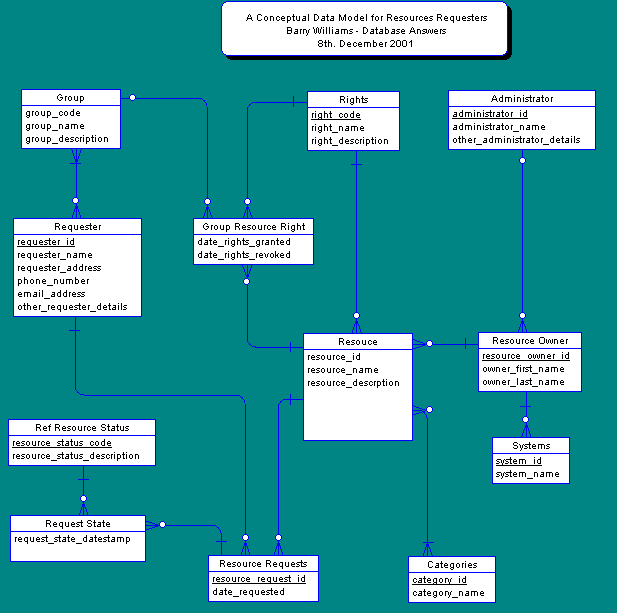 A Conceptual Data Model for Resources Requesters
Barry Williams - Database Answers
8th. December 2001
Group
group_code
group_name
group_description
Rights
right_code
right_name
right_description
Administrator
administrator_id
administrator_name
other_administrator_details
Requester
requester_id
requester_name
requester_address
phone_number
email_address
other_requester_details
Group Resource Right
date_rights_granted
date_rights_revoked
Resouce
resource_id
resource_name
resource_descrption
Resource Owner
resource_owner_id
owner_first_name
owner_last_name
Ref Resource Status
resource_status_code
resource_status_description
Systems
system_id
system_name
Request State
request_state_datestamp
Resource Requests
resource_request_id
date_requested
Categories
category_id
category_name